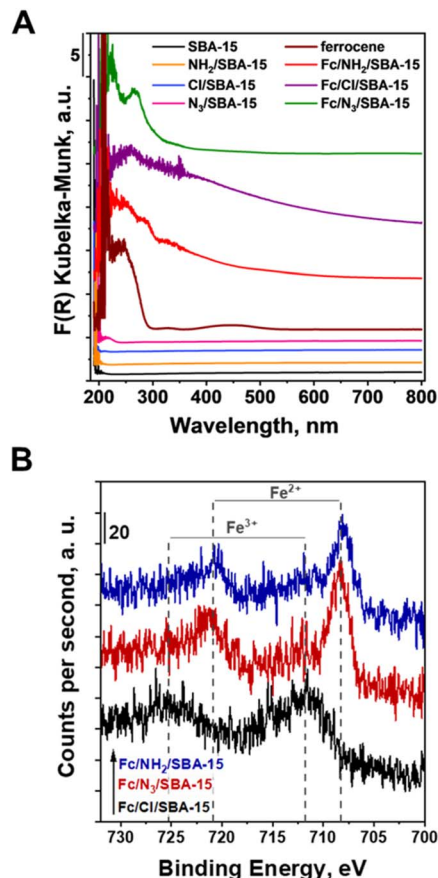 A
5
SBA-15
ferrocene
NH₂/SBA-15
Fc/NH₂/SBA-15
Cl/SBA-15
Fc/Cl/SBA-15
N₃/SBA-15
Fc/N₃/SBA-15
F(R) Kubelka-Munk, a.u.
200 300 400 500 600 700 800
Wavelength, nm
B
20
Fe²⁺
Fe³⁺
Counts per second, a. u.
Fc/NH₂/SBA-15
Fc/N₃/SBA-15
Fc/Cl/SBA-15
730 725 720 715 710 705 700
Binding Energy, eV